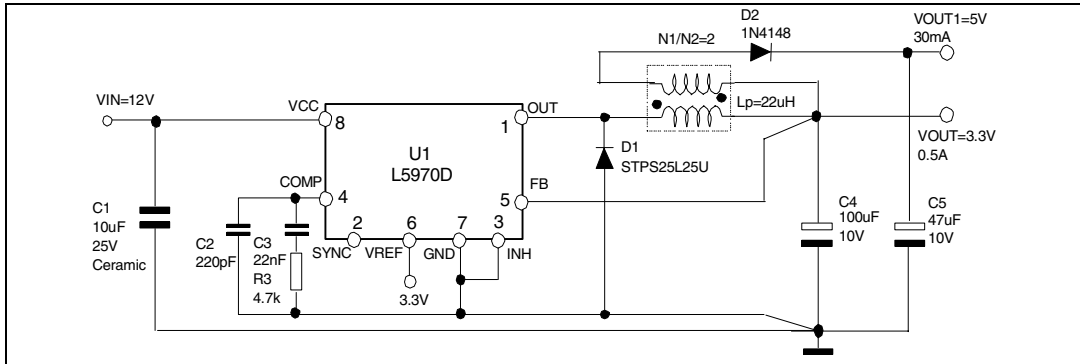 D2
1N4148
VOUT1=5V
30mA
N1/N2=2
VIN=12V
VCC
8
OUT
1
Lp=22uH
U1
L5970D
D1
STPS25L25U
VOUT=3.3V
0.5A
COMP
4
FB
5
C1
10uF
25V
Ceramic
C2
220pF
C3
22nF
R3
4.7k
2
SYNC
6
VREF
7
GND
3
INH
3.3V
C4
100uF
10V
C5
47uF
10V